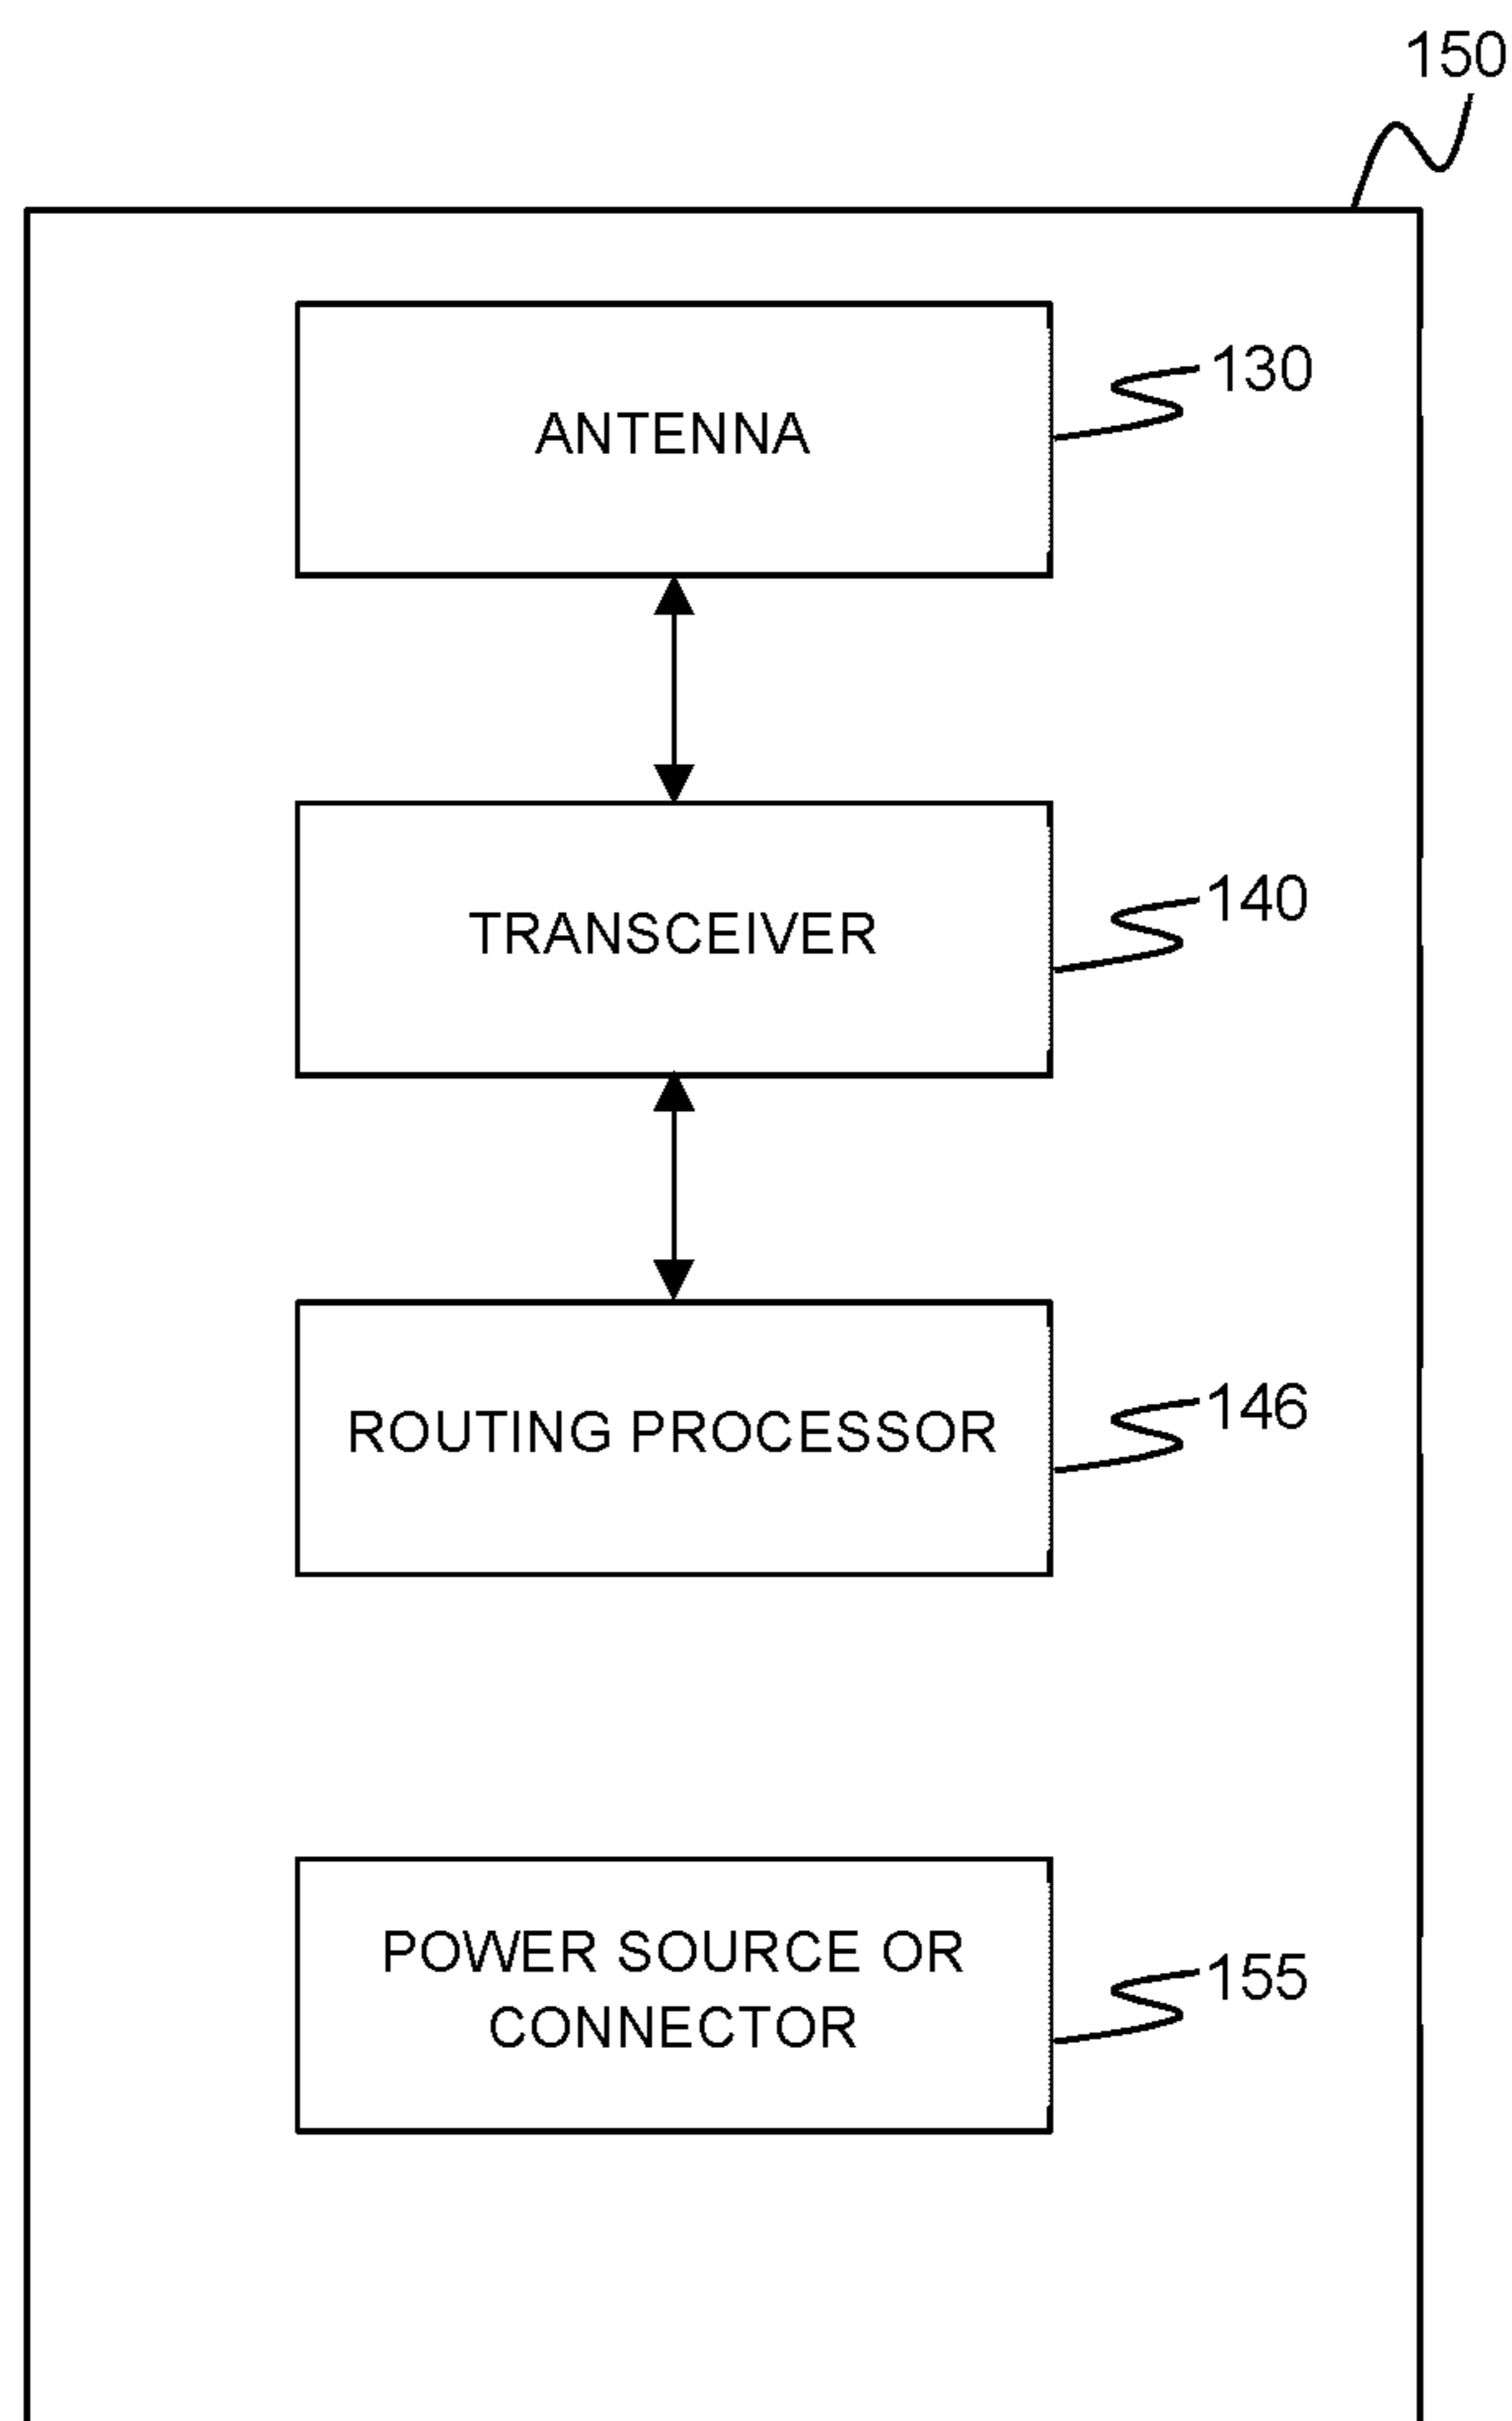 150
130
ANTENNA
140
TRANSCEIVER
146
ROUTING PROCESSOR
POWER SOURCE OR
155
CONNECTOR